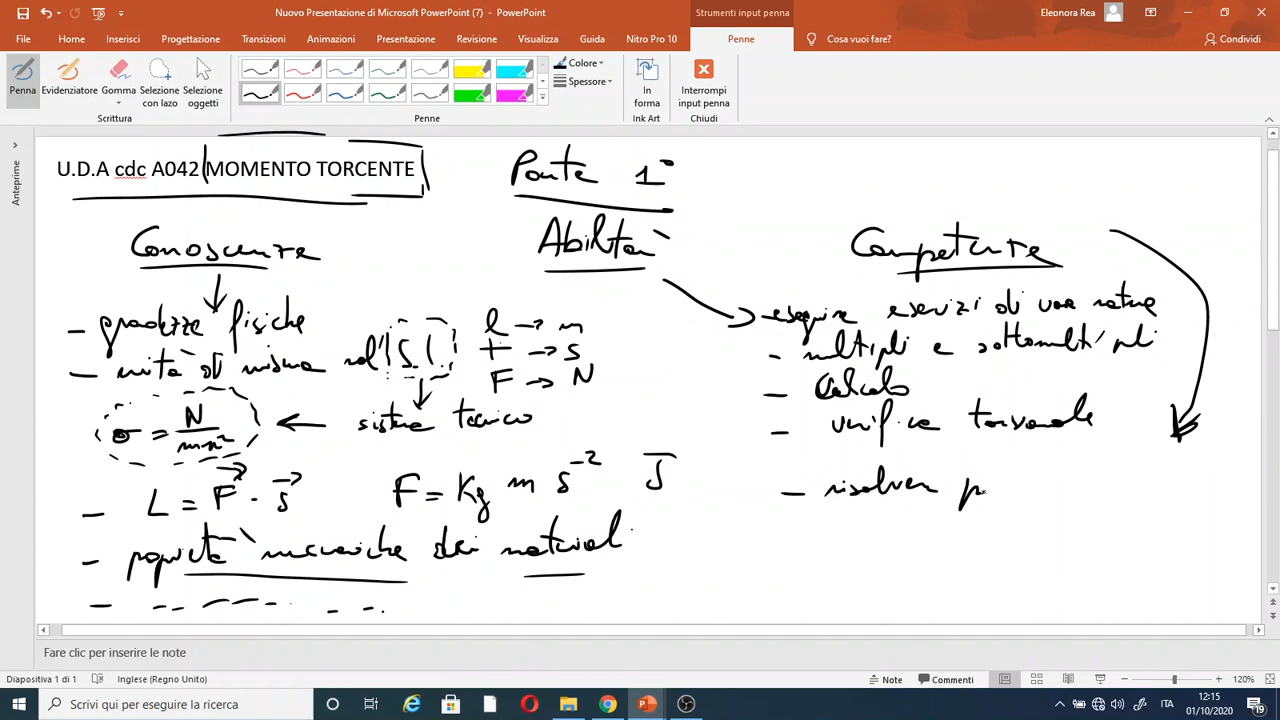 Nuovo Presentazione di Microsoft PowerPoint (7) - PowerPoint
Strumenti input penna
Eleonora Rea
File Home Inserisci Progettazione Transizioni Animazioni Presentazione Revisione Visualizza Guida Nitro Pro 10 Penne Cosa vuoi fare? Condividi
Penna Evidenziatore Gomma Selezione con lazo Selezione oggetti
Colore
Spessore
In forma
Interrompi input penna
Scrittura Penne Ink Art Chiudi
Anteprime
U.D.A cdc A042 MOMENTO TORCENTE
Parte 1°
Conoscenze
Abilità
Competenze
- grandezze fisiche
- unità di misura nel S.I.
l → m
t → s
F → N
σ = N / mm² ← sistema tecnico
- L = F · s F = Kg m s⁻² J
- proprietà meccaniche dei materiali
- eseguire esercizi di varia natura
- multipli e sottomultipli
- Calcolo
- verifica torsionale
- risolvere p
Fare clic per inserire le note
Diapositiva 1 di 1 Inglese (Regno Unito) Note Commenti 120%
Scrivi qui per eseguire la ricerca
ITA
12:15
01/10/2020
19